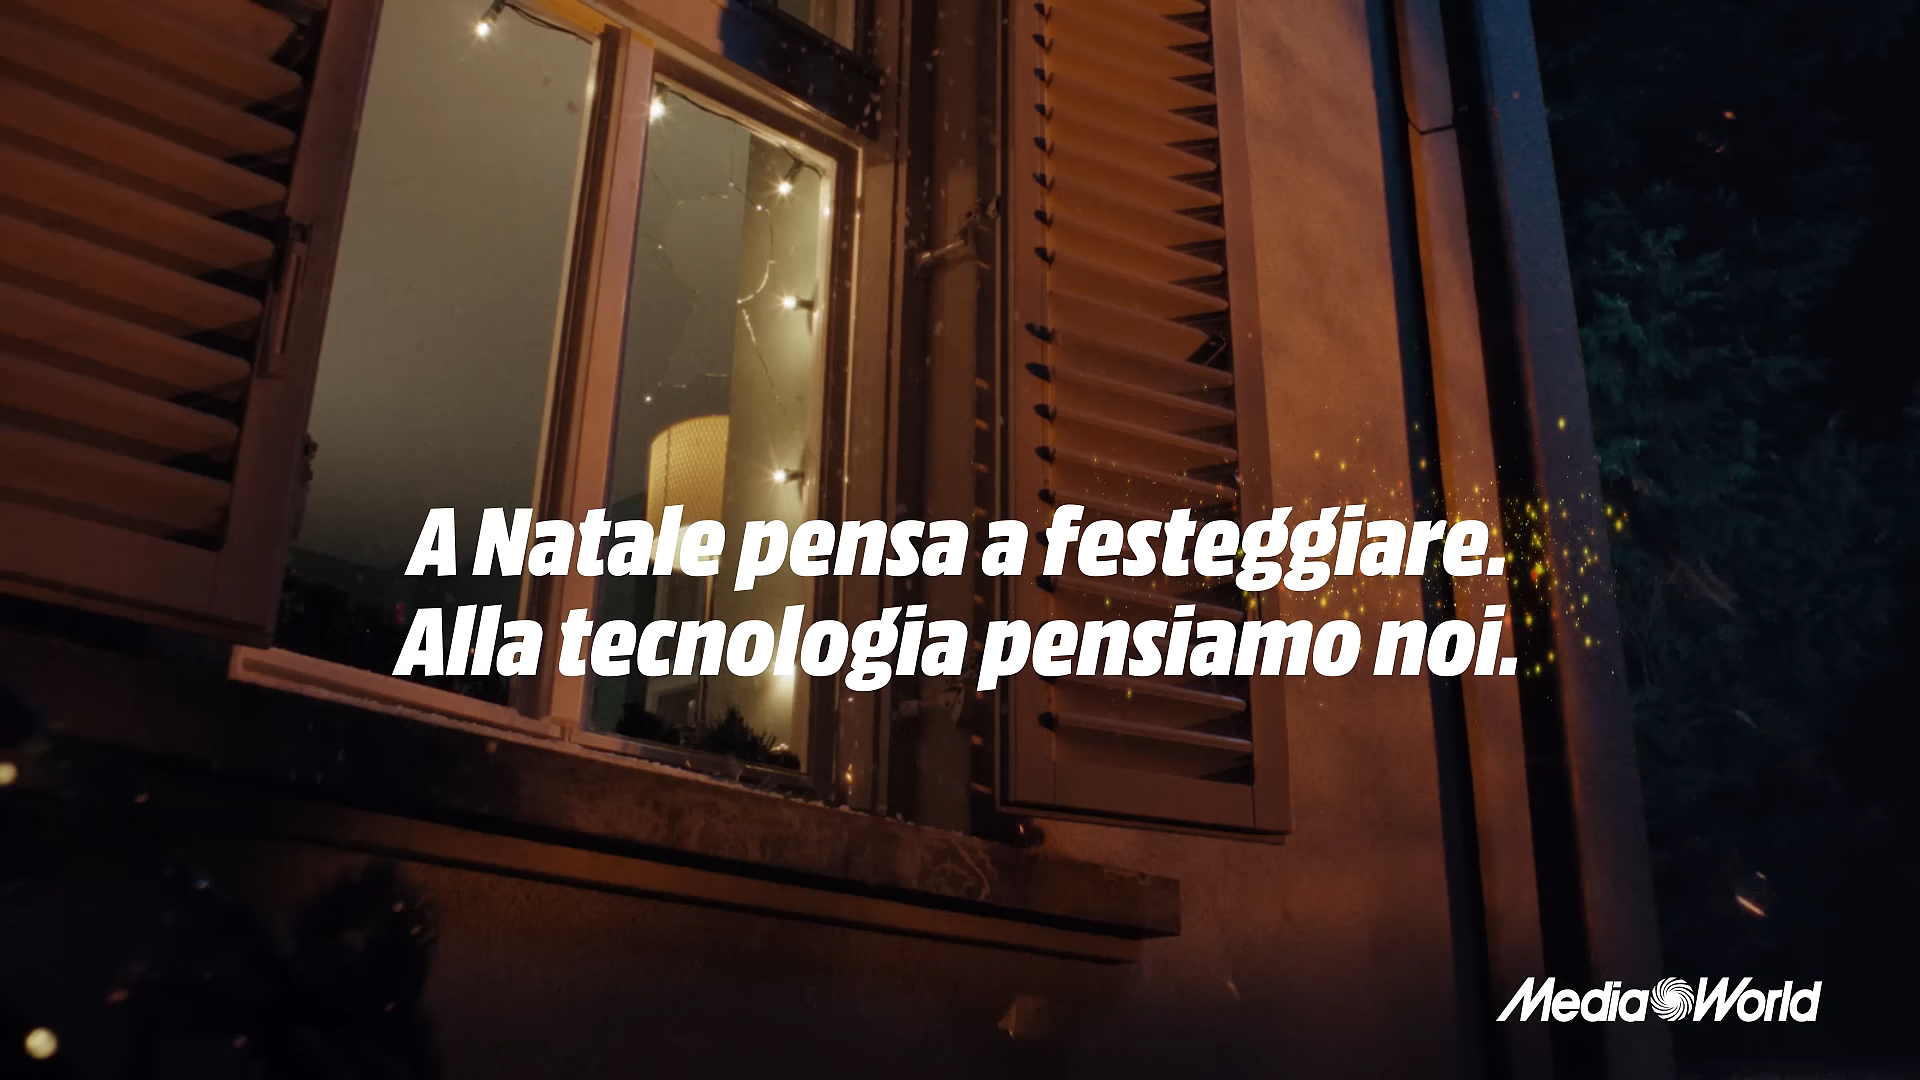 A Natale pensa a festeggiare.
Alla tecnologia pensiamo noi.
MediaWorld